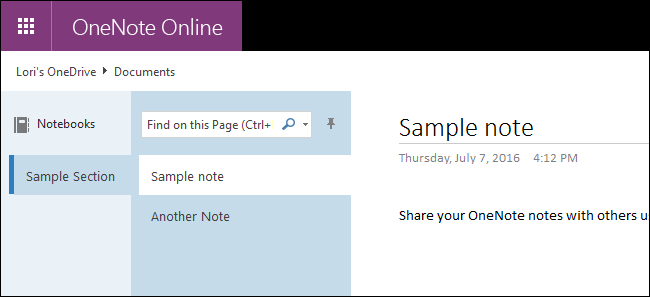 OneNote Online
Lori's OneDrive Documents
Notebooks
Find on this Page (Ctrl+
Sample Section
Sample note
Another Note
Sample note
Thursday, July 7, 2016 4:12 PM
Share your OneNote notes with others u